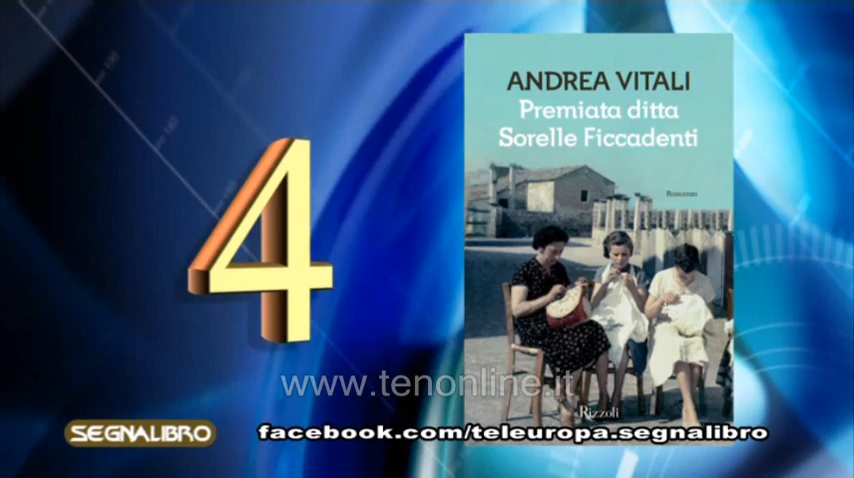 4
ANDREA VITALI
Premiata ditta
Sorelle Ficcadenti
Romanzo
Rizzoli
www.tenonline.it
SEGNALIBRO
facebook.com/teleuropa.segnalibro